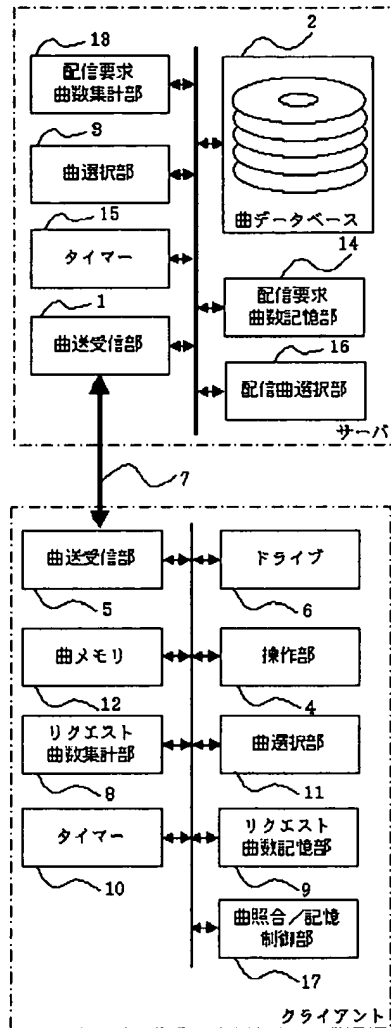 18
配信要求
曲数集計部
3
曲選択部
15
タイマー
1
曲送受信部
2
曲データベース
14
配信要求
曲数記憶部
16
配信曲選択部
サーバ
7
曲送受信部
5
曲メモリ
12
リクエスト
曲数集計部
8
タイマー
10
ドライブ
6
操作部
4
曲選択部
11
リクエスト
曲数記憶部
9
曲照合／記憶
制御部
17
クライアント